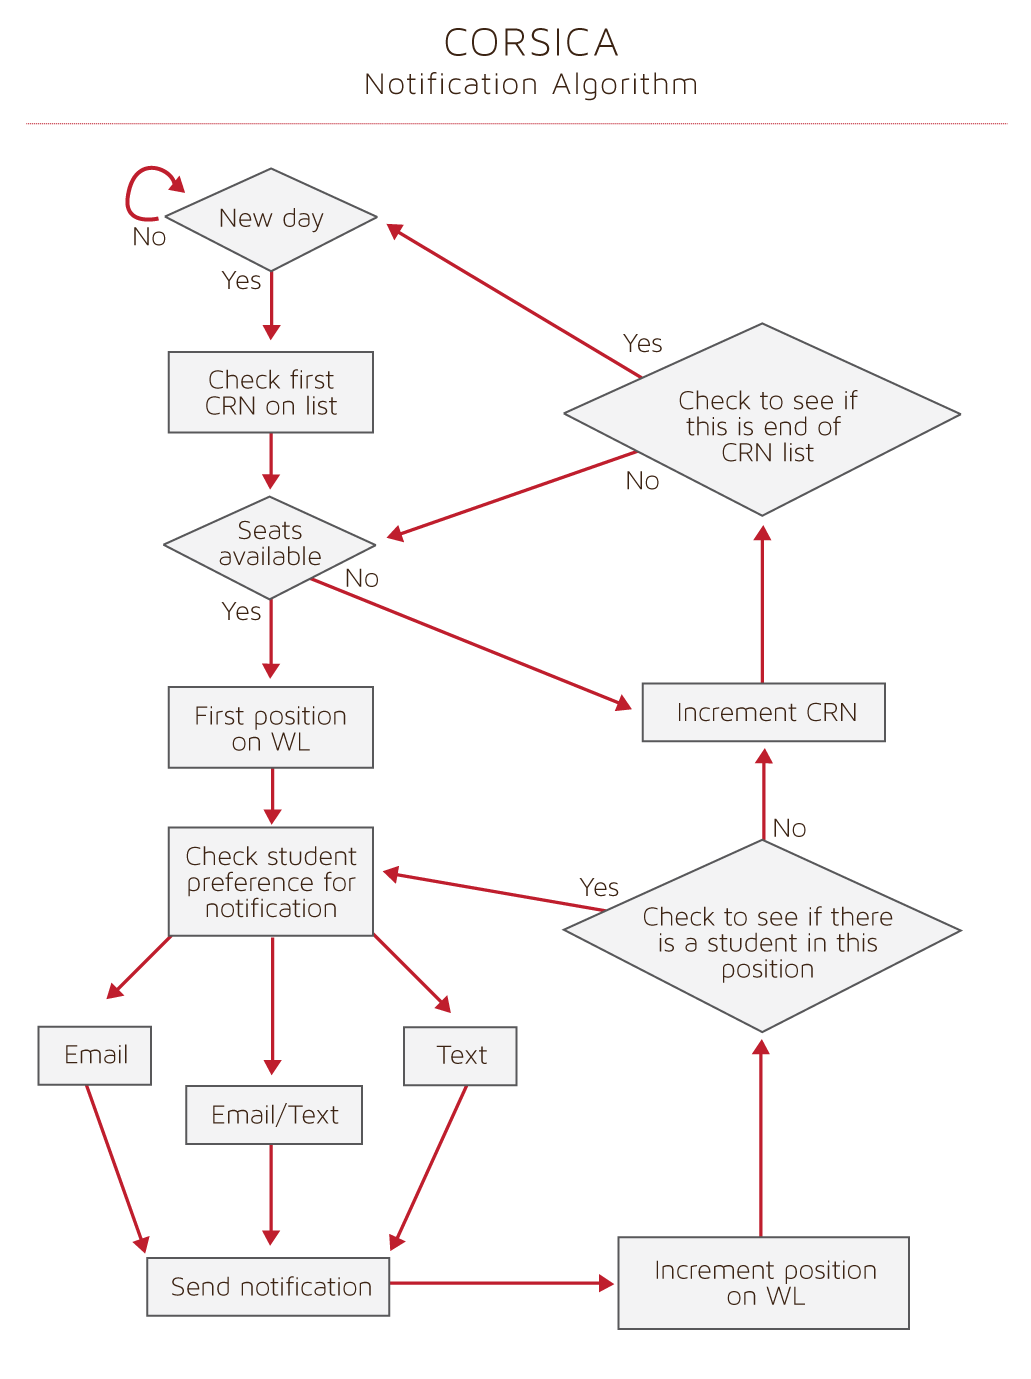 CORSICA
Notification Algorithm
New day
No
Yes
Check first
CRN on list
Seats
available
No
Yes
First position
on WL
Check student
preference for
notification
Email
Email/Text
Text
Send notification
Increment position
on WL
Check to see if there
is a student in this
position
Yes
No
Increment CRN
Check to see if
this is end of
CRN list
Yes
No